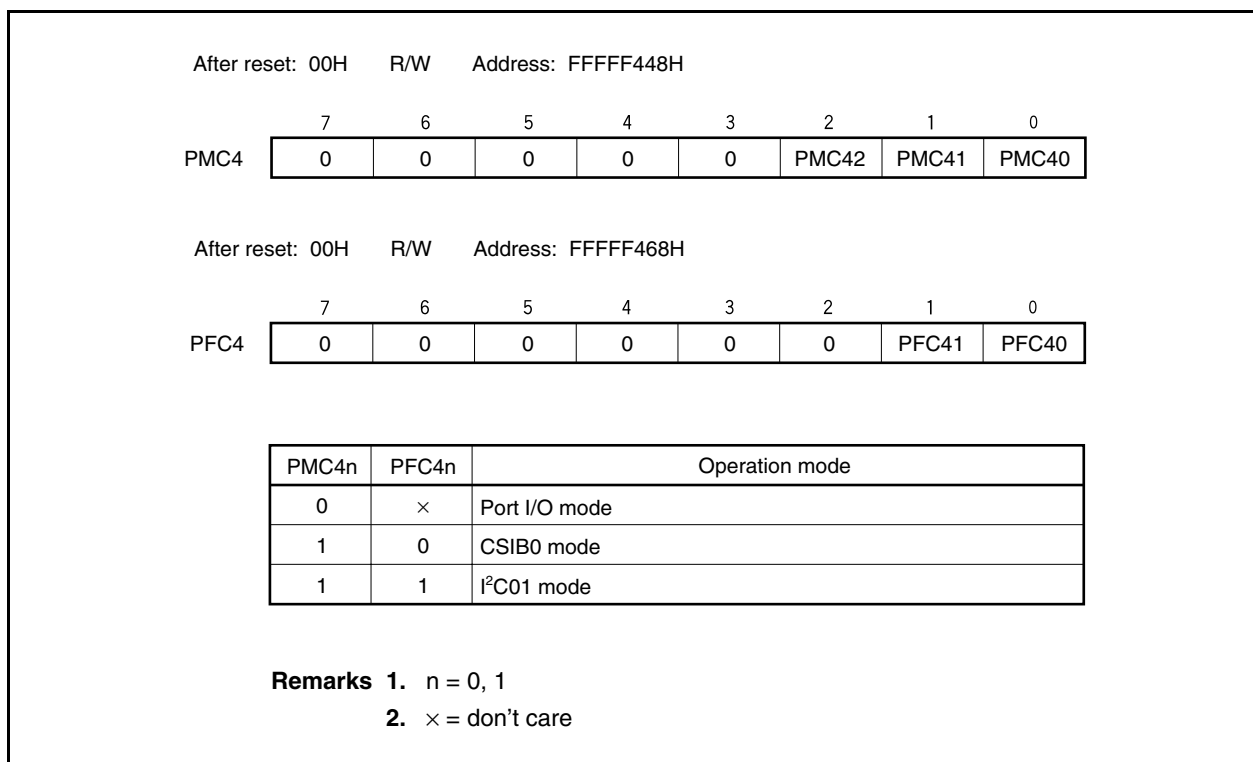 After reset: 00H R/W Address: FFFFF448H
7 6 5 4 3 2 1 0
PMC4 0 0 0 0 0 PMC42 PMC41 PMC40
After reset: 00H R/W Address: FFFFF468H
7 6 5 4 3 2 1 0
PFC4 0 0 0 0 0 0 PFC41 PFC40
PMC4n PFC4n Operation mode
0 × Port I/O mode
1 0 CSIB0 mode
1 1 I²C01 mode
Remarks 1. n = 0, 1
2. × = don't care